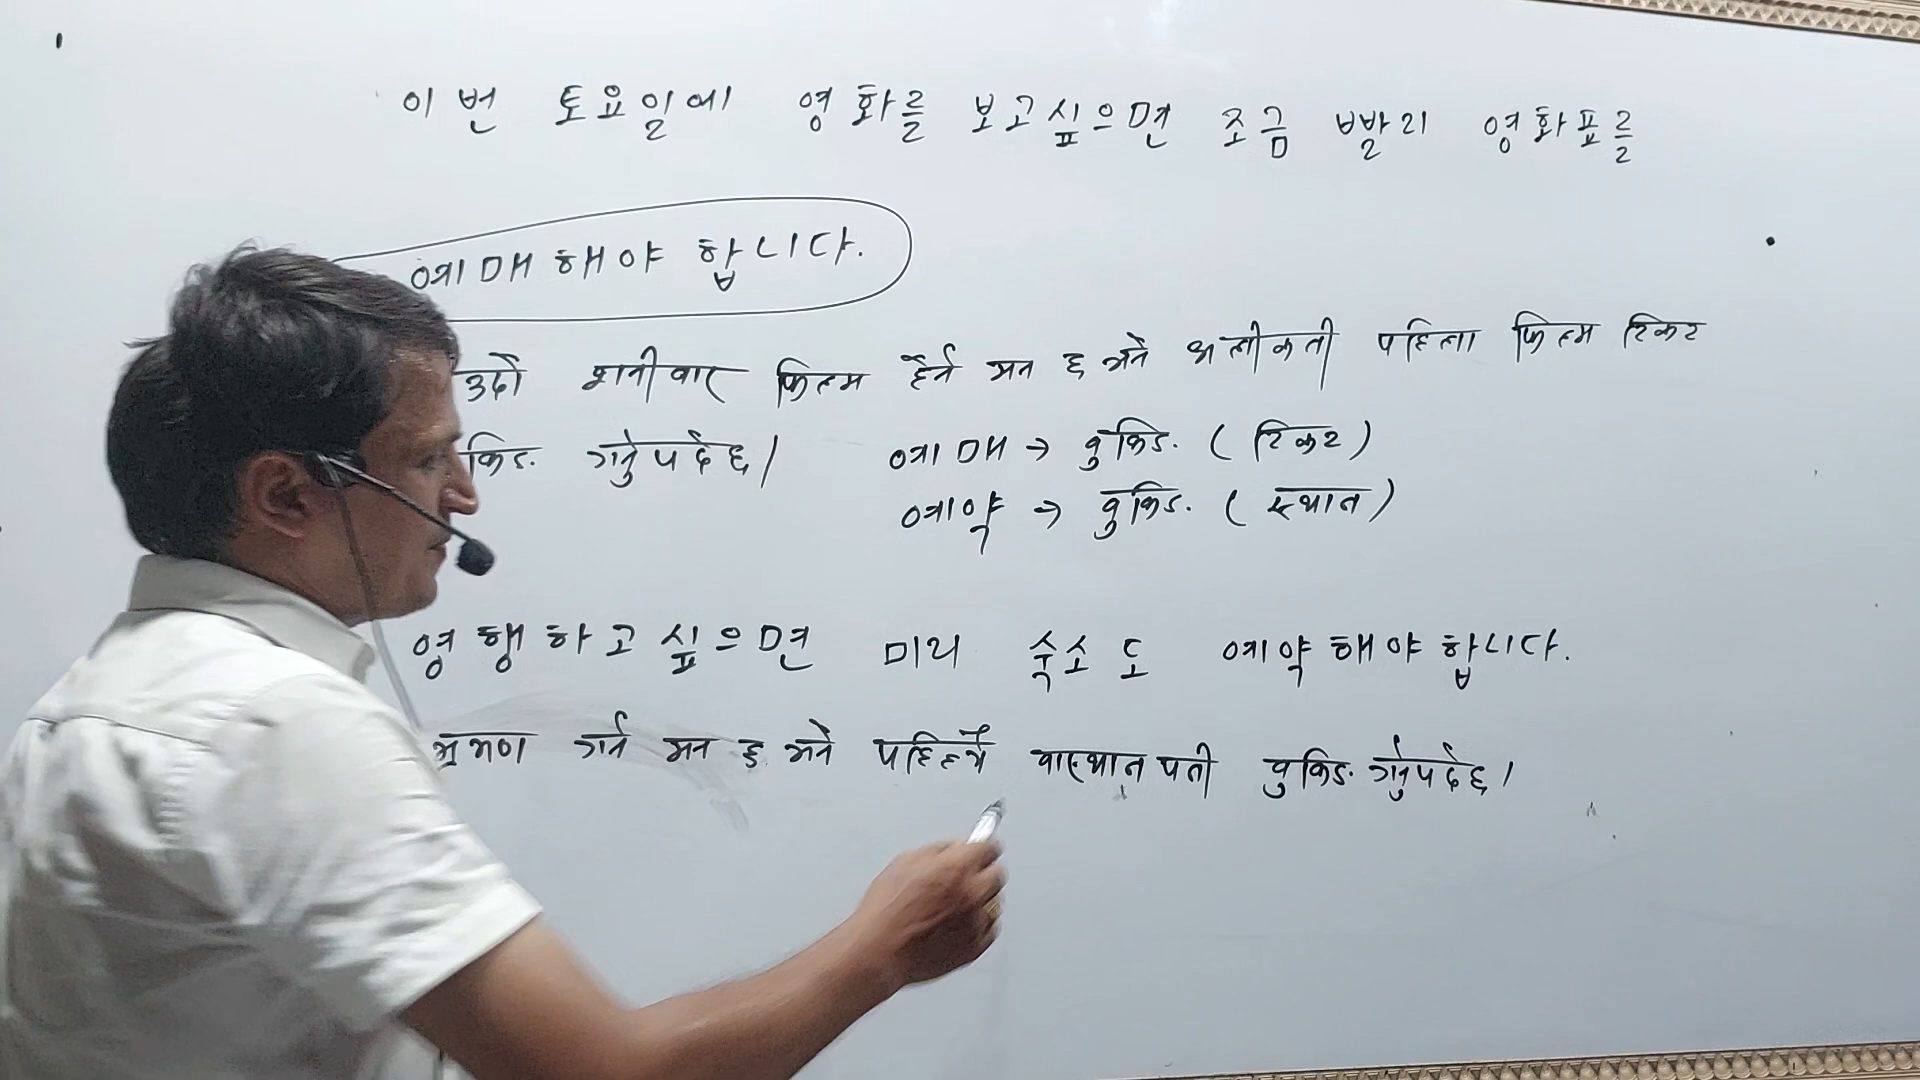 이번 토요일에 영화를 보고싶으면 조금 빨리 영화표를
예매해야 합니다.
शनीवार फिल्म हेर्न मन छ भने अलीकती पहिला फिल्म टिकट
गर्नुपर्दछ।
예매 → बुकिङ. (टिकट)
예약 → बुकिङ. (स्थान)
영행하고싶으면 미리 숙소도 예약해야 합니다.
भ्रमण गर्न मन छ भने पहिल्यै वास्थान पनी बुकिङ. गर्नुपर्दछ।